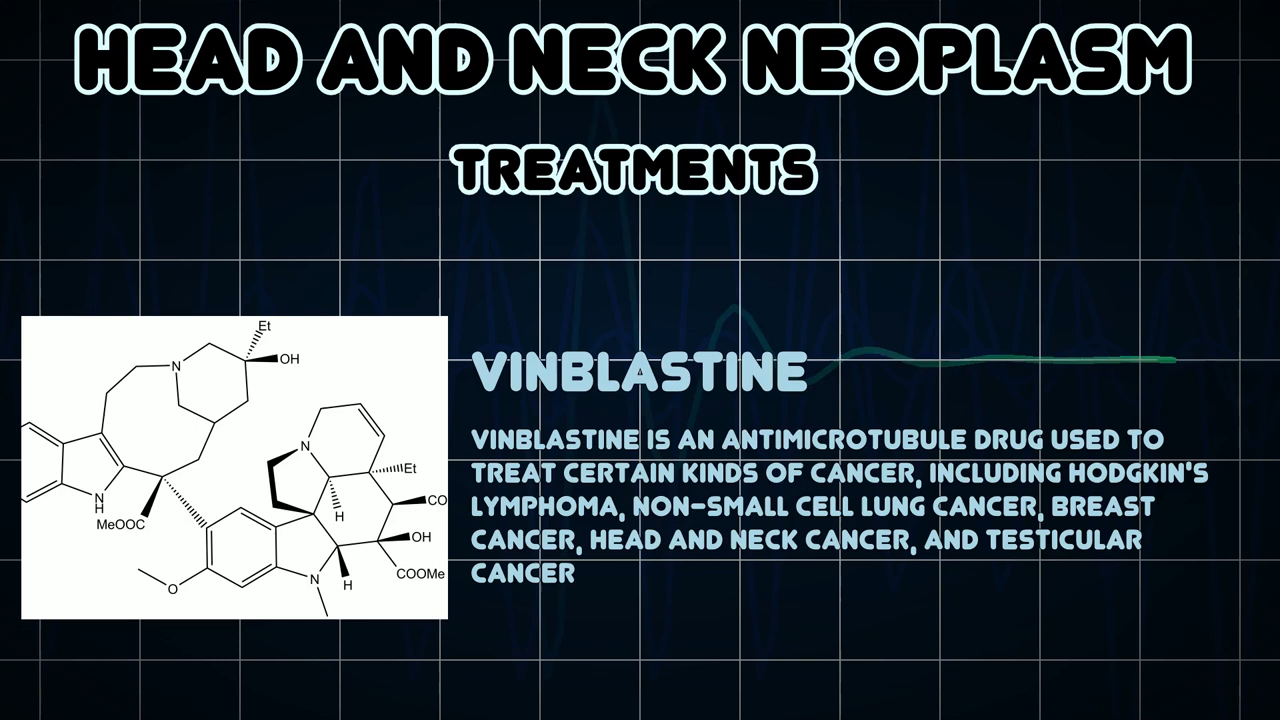 HEAD AND NECK NEOPLASM
TREATMENTS
Et
N
OH
N
Et
H
CO
N
H
MeOOC
OH
O
N
H
COOMe
VINBLASTINE
VINBLASTINE IS AN ANTIMICROTUBULE DRUG USED TO
TREAT CERTAIN KINDS OF CANCER, INCLUDING HODGKIN'S
LYMPHOMA, NON-SMALL CELL LUNG CANCER, BREAST
CANCER, HEAD AND NECK CANCER, AND TESTICULAR
CANCER